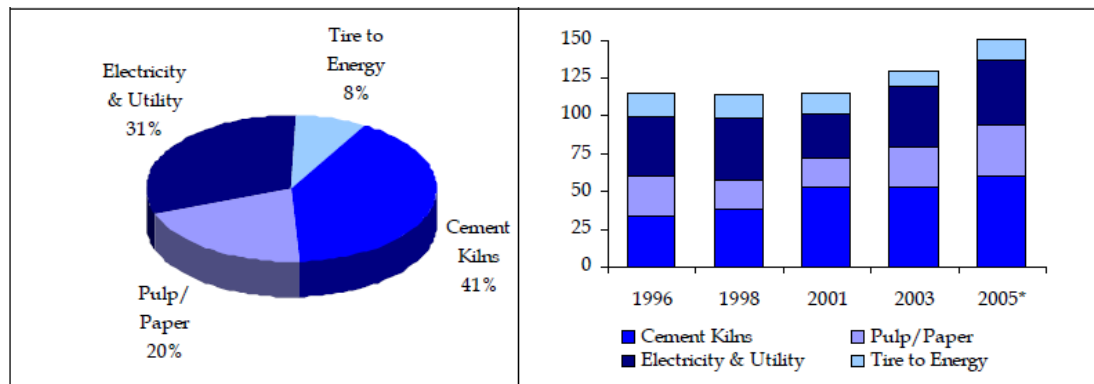 Tire to
Energy
8%
Electricity
& Utility
31%
Cement
Kilns
41%
Pulp/
Paper
20%
150
125
100
75
50
25
0
1996 1998 2001 2003 2005*
Cement Kilns Pulp/Paper
Electricity & Utility Tire to Energy